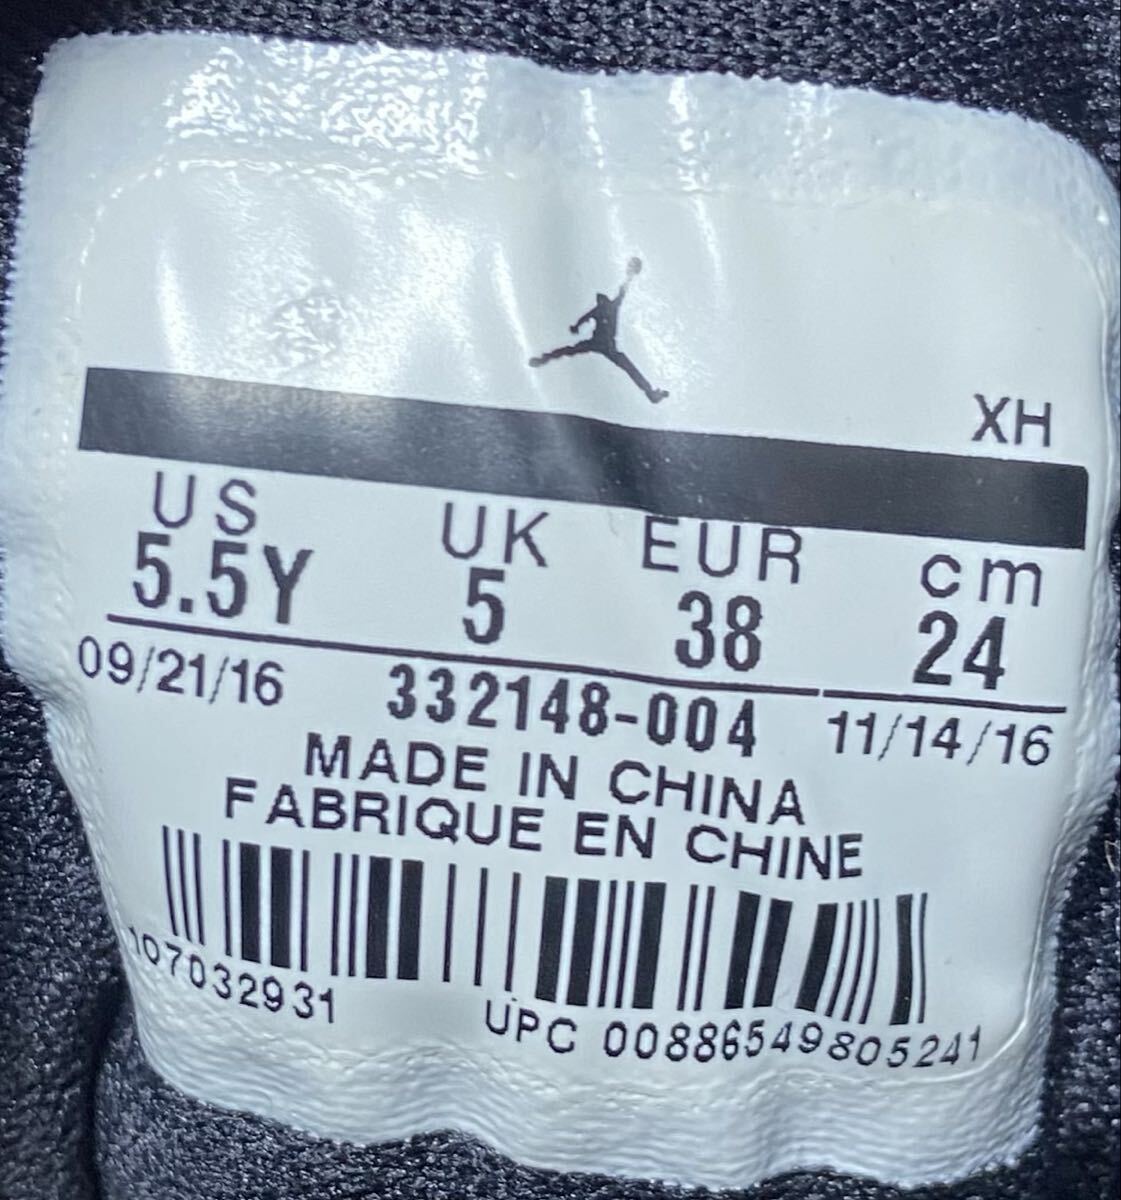 XH
US UK EUR cm
5.5Y 5 38 24
09/21/16 332148-004 11/14/16
MADE IN CHINA
FABRIQUE EN CHINE
107032931
UPC 00886549805241